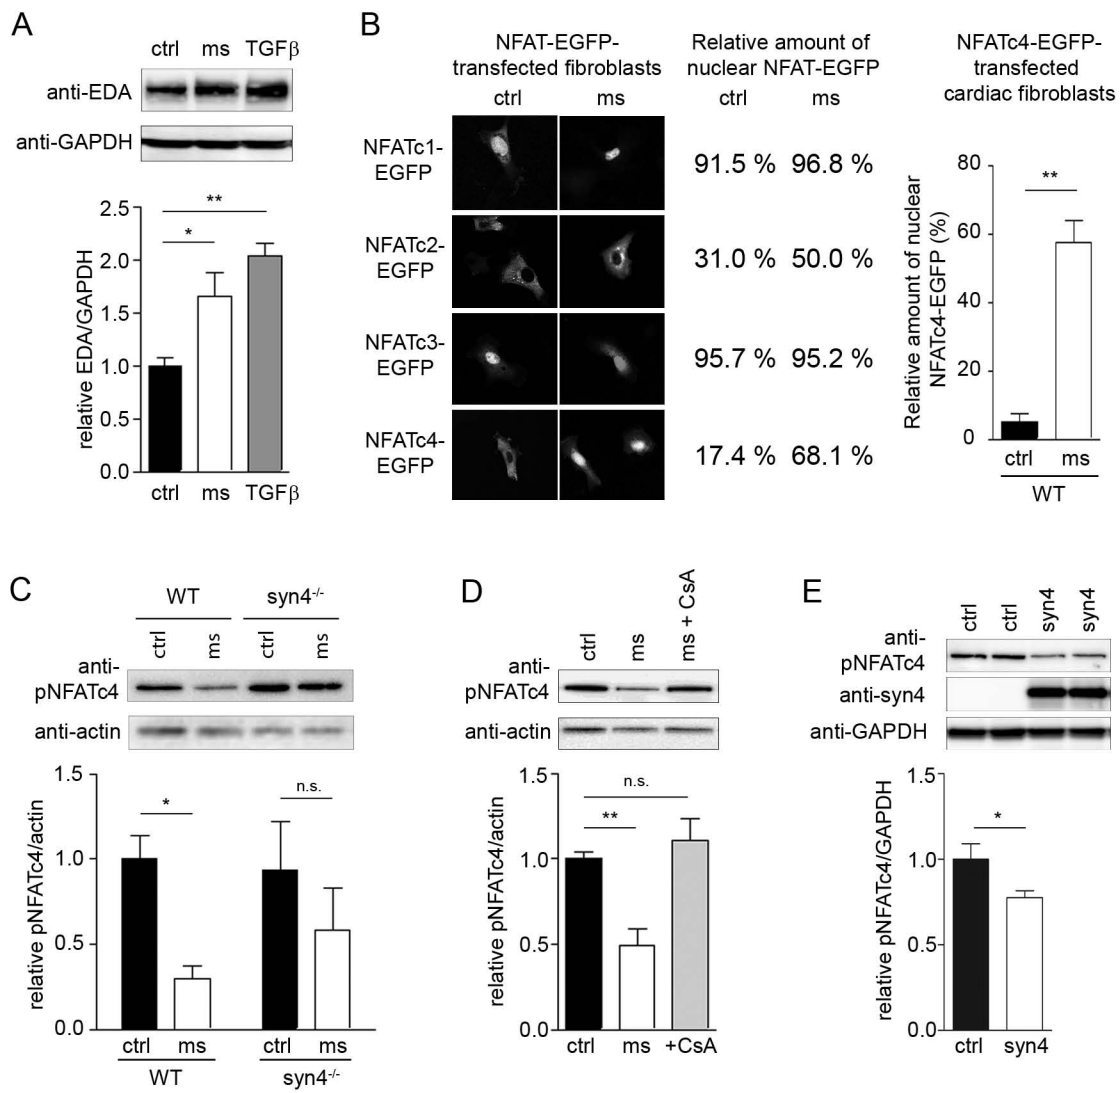 A
ctrl ms TGFβ
anti-EDA
anti-GAPDH
relative EDA/GAPDH
2.5
2.0
1.5
1.0
0.5
0.0
** 
*
ctrl ms TGFβ
B
NFAT-EGFP-
transfected fibroblasts
ctrl ms
Relative amount of
nuclear NFAT-EGFP
ctrl ms
NFATc1-
EGFP
91.5 % 96.8 %
NFATc2-
EGFP
31.0 % 50.0 %
NFATc3-
EGFP
95.7 % 95.2 %
NFATc4-
EGFP
17.4 % 68.1 %
NFATc4-EGFP-
transfected
cardiac fibroblasts
Relative amount of nuclear
NFATc4-EGFP (%)
80
60
40
20
0
**
ctrl ms
WT
C
WT syn4-/-
ctrl ms ctrl ms
anti-
pNFATc4
anti-actin
relative pNFATc4/actin
1.5
1.0
0.5
0.0
*
n.s.
ctrl ms ctrl ms
WT syn4-/-
D
ctrl ms ms + CsA
anti-
pNFATc4
anti-actin
relative pNFATc4/actin
1.5
1.0
0.5
0.0
n.s.
**
ctrl ms +CsA
E
ctrl ctrl syn4 syn4
anti-
pNFATc4
anti-syn4
anti-GAPDH
relative pNFATc4/GAPDH
1.5
1.0
0.5
0.0
*
ctrl syn4